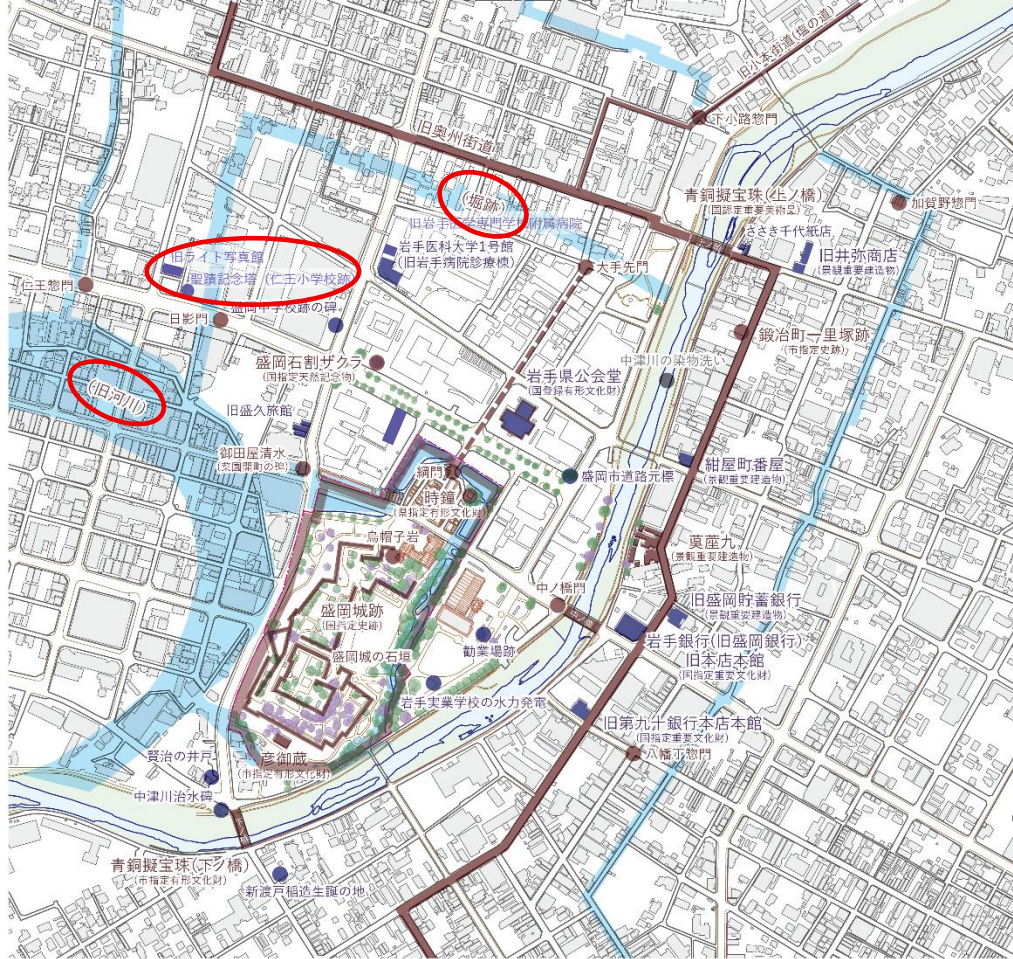 旧小本街道(塩の道)
下小路惣門
旧奥州街道
青銅擬宝珠(上ノ橋)
(国認定重要美術品)
加賀野惣門
(堀跡)
旧岩手医学専門学校附属病院
ささき千代紙店
岩手医科大学1号館
(旧岩手病院診療棟)
旧井弥商店
(景観重要建造物)
旧ライト写真館
大手先門
聖蹟記念塔(仁王小学校跡
仁王惣門
盛岡中学校跡の碑
日影門
鍛冶町一里塚跡
(市指定史跡)
盛岡石割ザクラ
(国指定天然記念物)
中津川の染物洗い
岩手県公会堂
(国登録有形文化財)
(旧河川)
旧盛久旅館
御田屋清水
(菜園開町の碑)
綱門
盛岡市道路元標
紺屋町番屋
(景観重要建造物)
時鐘
(県指定有形文化財)
烏帽子岩
茣蓙九
(景観重要建造物)
中ノ橋門
盛岡城跡
(国指定史跡)
旧盛岡貯蓄銀行
(景観重要建造物)
勧業場跡
岩手銀行(旧盛岡銀行)
旧本店本館
(国指定重要文化財)
盛岡城の石垣
岩手実業学校の水力発電
旧第九十銀行本店本館
(国指定重要文化財)
賢治の井戸
彦御蔵
(市指定有形文化財)
八幡丁惣門
中津川治水碑
青銅擬宝珠(下ノ橋)
(市指定有形文化財)
新渡戸稲造生誕の地